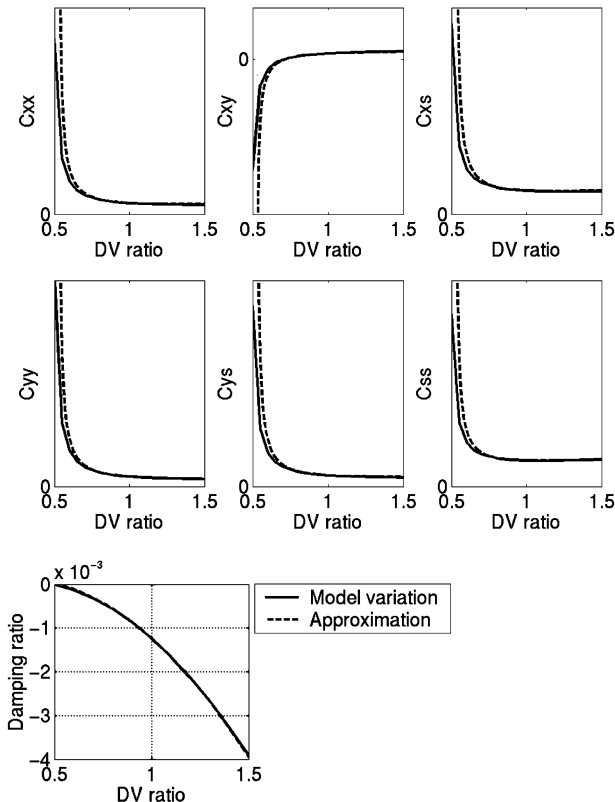 Cxx
0
0.5 1 1.5
DV ratio
Cxy
0
0.5 1 1.5
DV ratio
Cxs
0
0.5 1 1.5
DV ratio
Cyy
0
0.5 1 1.5
DV ratio
Cys
0
0.5 1 1.5
DV ratio
Css
0
0.5 1 1.5
DV ratio
x 10⁻³
Damping ratio
0
−1
−2
−3
−4
0.5 1 1.5
DV ratio
Model variation
Approximation